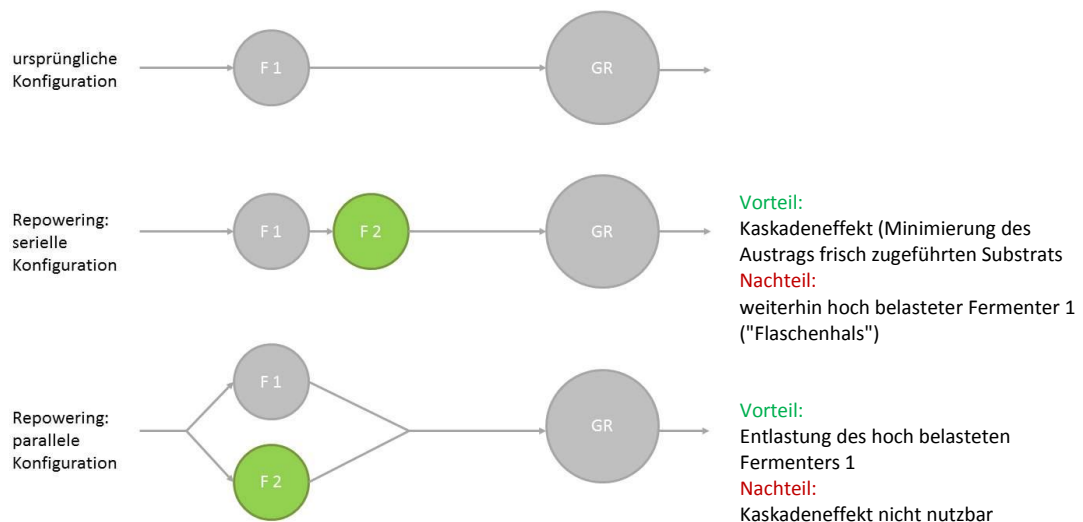 ursprüngliche
Konfiguration
F 1
GR
Repowering:
serielle
Konfiguration
F 1
F 2
GR
Vorteil:
Kaskadeneffekt (Minimierung des
Austrags frisch zugeführten Substrats
Nachteil:
weiterhin hoch belasteter Fermenter 1
("Flaschenhals")
Repowering:
parallele
Konfiguration
F 1
F 2
GR
Vorteil:
Entlastung des hoch belasteten
Fermenters 1
Nachteil:
Kaskadeneffekt nicht nutzbar